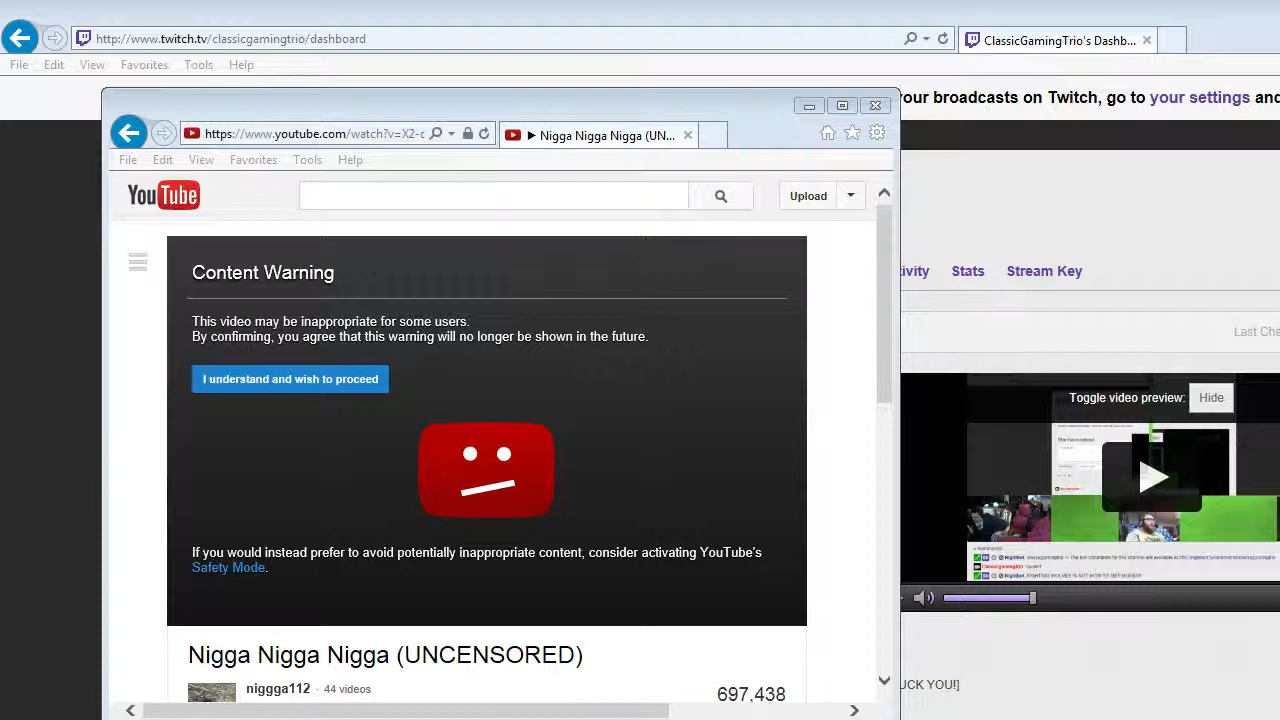 http://www.twitch.tv/classicgamingtrio/dashboard
ClassicGamingTrio's Dashb...
File Edit View Favorites Tools Help
your broadcasts on Twitch, go to your settings and
https://www.youtube.com/watch?v=X2-c
Nigga Nigga Nigga (UN...
File Edit View Favorites Tools Help
YouTube
Upload
Content Warning
This video may be inappropriate for some users.
By confirming, you agree that this warning will no longer be shown in the future.
I understand and wish to proceed
If you would instead prefer to avoid potentially inappropriate content, consider activating YouTube's
Safety Mode.
Nigga Nigga Nigga (UNCENSORED)
niggga112 · 44 videos
697,438
ivity Stats Stream Key
Last Che
Toggle video preview: Hide
UCK YOU!]